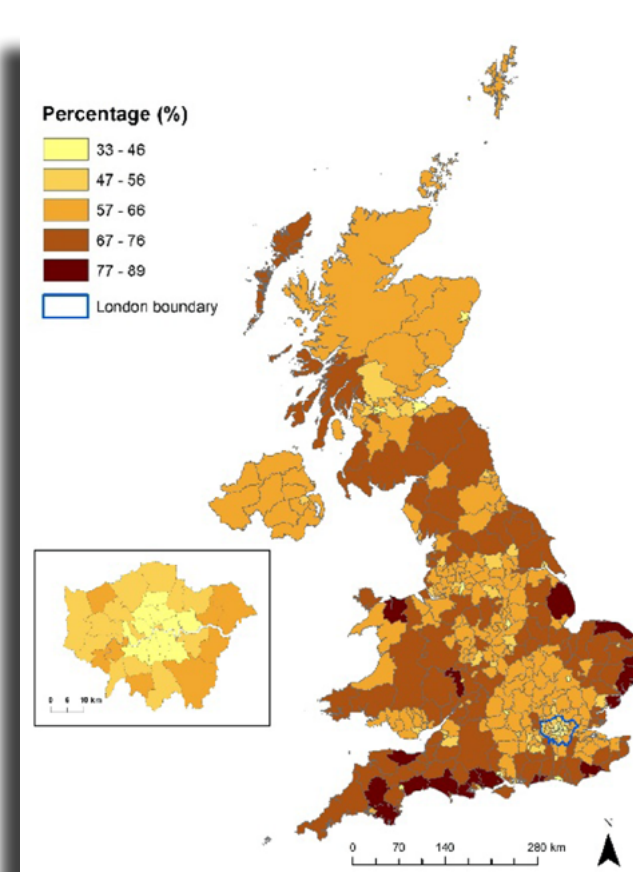 Percentage (%)
33 - 46
47 - 56
57 - 66
67 - 76
77 - 89
London boundary
0 5 10 km
N
0 70 140 280 km